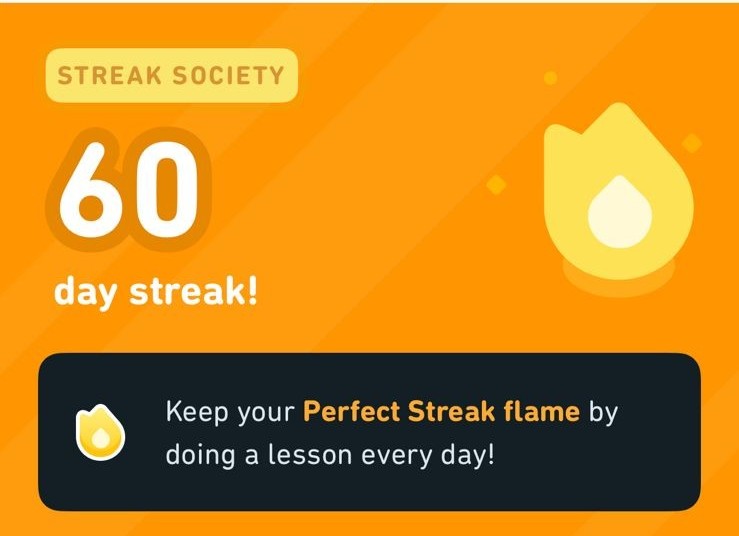 STREAK SOCIETY
60
day streak!
Keep your Perfect Streak flame by
doing a lesson every day!